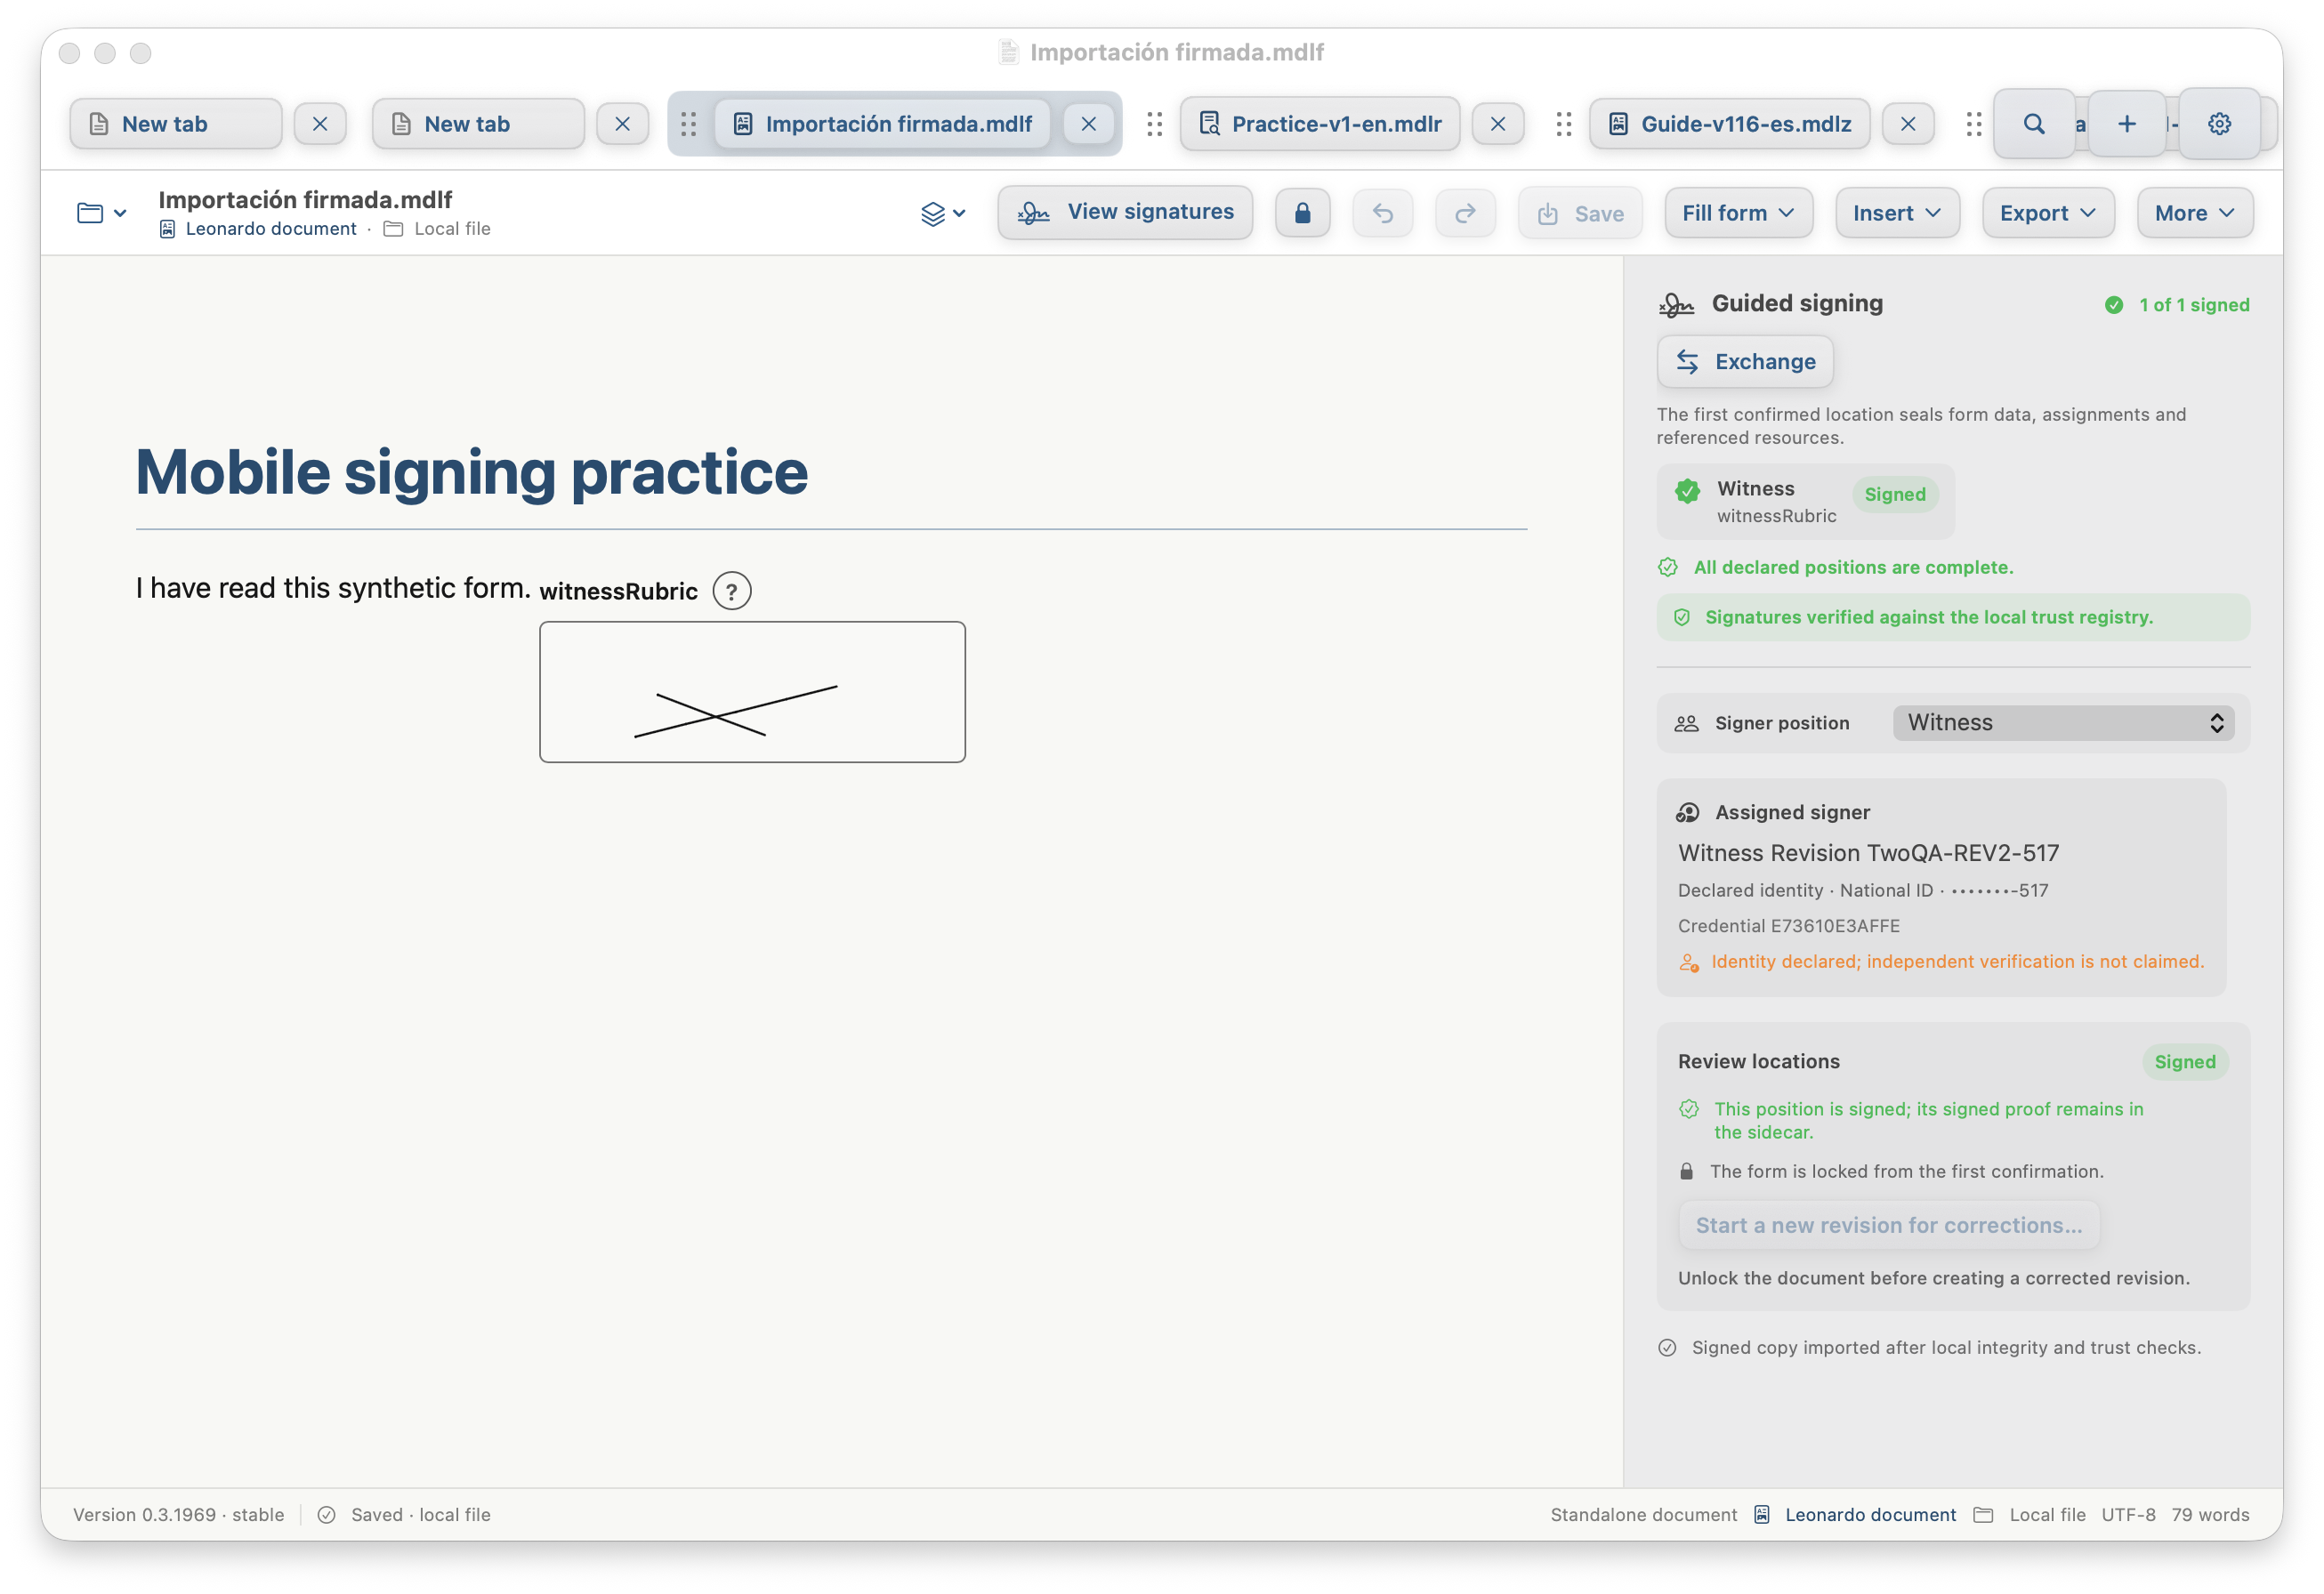 Importación firmada.mdlf
New tab
New tab
Importación firmada.mdlf
Practice-v1-en.mdlr
Guide-v116-es.mdlz
Importación firmada.mdlf
Leonardo document · Local file
View signatures
Save
Fill form
Insert
Export
More
Mobile signing practice
I have read this synthetic form. witnessRubric ?
Guided signing
1 of 1 signed
Exchange
The first confirmed location seals form data, assignments and
referenced resources.
Witness
witnessRubric
Signed
All declared positions are complete.
Signatures verified against the local trust registry.
Signer position
Witness
Assigned signer
Witness Revision TwoQA-REV2-517
Declared identity · National ID · •••••••-517
Credential E73610E3AFFE
Identity declared; independent verification is not claimed.
Review locations
Signed
This position is signed; its signed proof remains in
the sidecar.
The form is locked from the first confirmation.
Start a new revision for corrections...
Unlock the document before creating a corrected revision.
Signed copy imported after local integrity and trust checks.
Version 0.3.1969 · stable
Saved · local file
Standalone document
Leonardo document
Local file
UTF-8
79 words